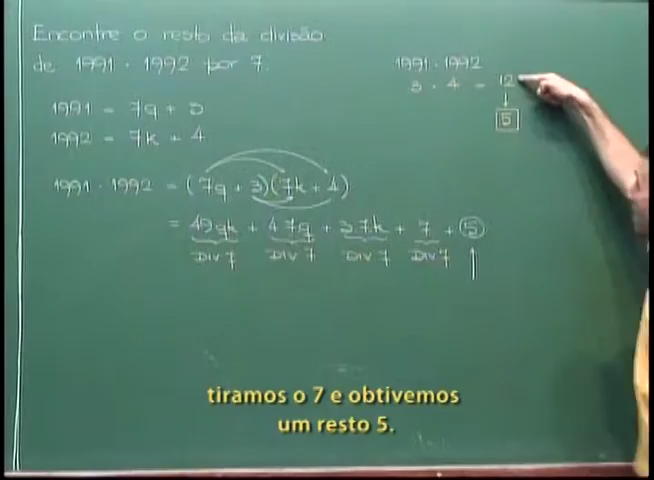 Encontre o resto da divisão
de 1991 · 1992 por 7.
1991 = 7q + 3
1992 = 7k + 4
1991 · 1992 = (7q + 3)(7k + 4)
= 49qk + 4 7q + 3 7k + 7 + 5
DIV 7 DIV 7 DIV 7 DIV 7
1991 · 1992
3 · 4 = 12
5
tiramos o 7 e obtivemos
um resto 5.